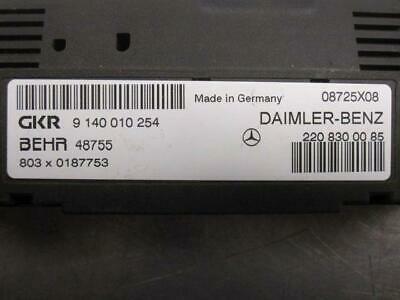 Made in Germany 08725X08
GKR 9 140 010 254 DAIMLER-BENZ
BEHR 48755 220 830 00 85
803 x 0187753